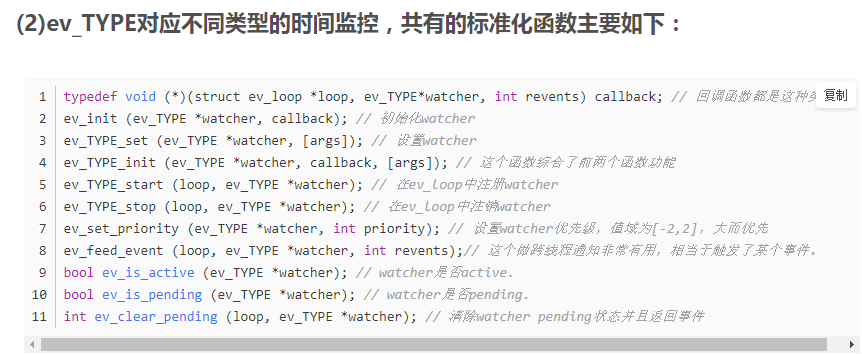 (2)ev_TYPE对应不同类型的时间监控，共有的标准化函数主要如下：
1 typedef void (*)(struct ev_loop *loop, ev_TYPE*watcher, int revents) callback; // 回调函数都是这种类
复制
2 ev_init (ev_TYPE *watcher, callback); // 初始化watcher
3 ev_TYPE_set (ev_TYPE *watcher, [args]); // 设置watcher
4 ev_TYPE_init (ev_TYPE *watcher, callback, [args]); // 这个函数综合了前两个函数功能
5 ev_TYPE_start (loop, ev_TYPE *watcher); // 在ev_loop中注册watcher
6 ev_TYPE_stop (loop, ev_TYPE *watcher); // 在ev_loop中注销watcher
7 ev_set_priority (ev_TYPE *watcher, int priority); // 设置watcher优先级，值域为[-2,2]，大而优先
8 ev_feed_event (loop, ev_TYPE *watcher, int revents);// 这个做跨线程通知非常有用，相当于触发了某个事件。
9 bool ev_is_active (ev_TYPE *watcher); // watcher是否active.
10 bool ev_is_pending (ev_TYPE *watcher); // watcher是否pending.
11 int ev_clear_pending (loop, ev_TYPE *watcher); // 清除watcher pending状态并且返回事件